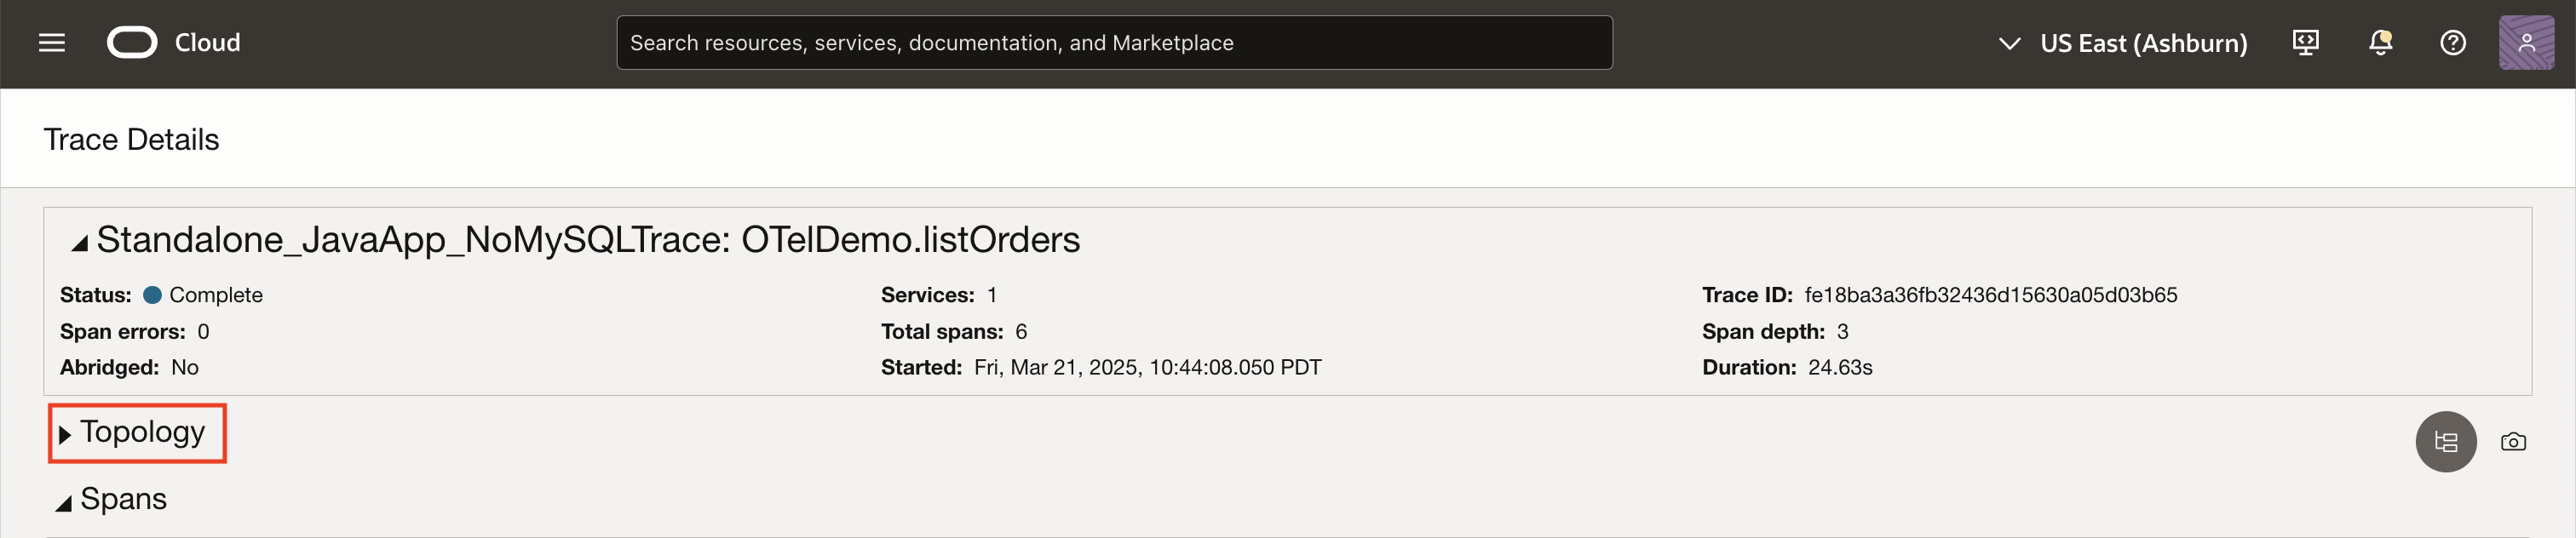 Cloud
Search resources, services, documentation, and Marketplace
US East (Ashburn)
Trace Details
Standalone_JavaApp_NoMySQLTrace: OTelDemo.listOrders
Status: Complete
Services: 1
Trace ID: fe18ba3a36fb32436d15630a05d03b65
Span errors: 0
Total spans: 6
Span depth: 3
Abridged: No
Started: Fri, Mar 21, 2025, 10:44:08.050 PDT
Duration: 24.63s
Topology
Spans